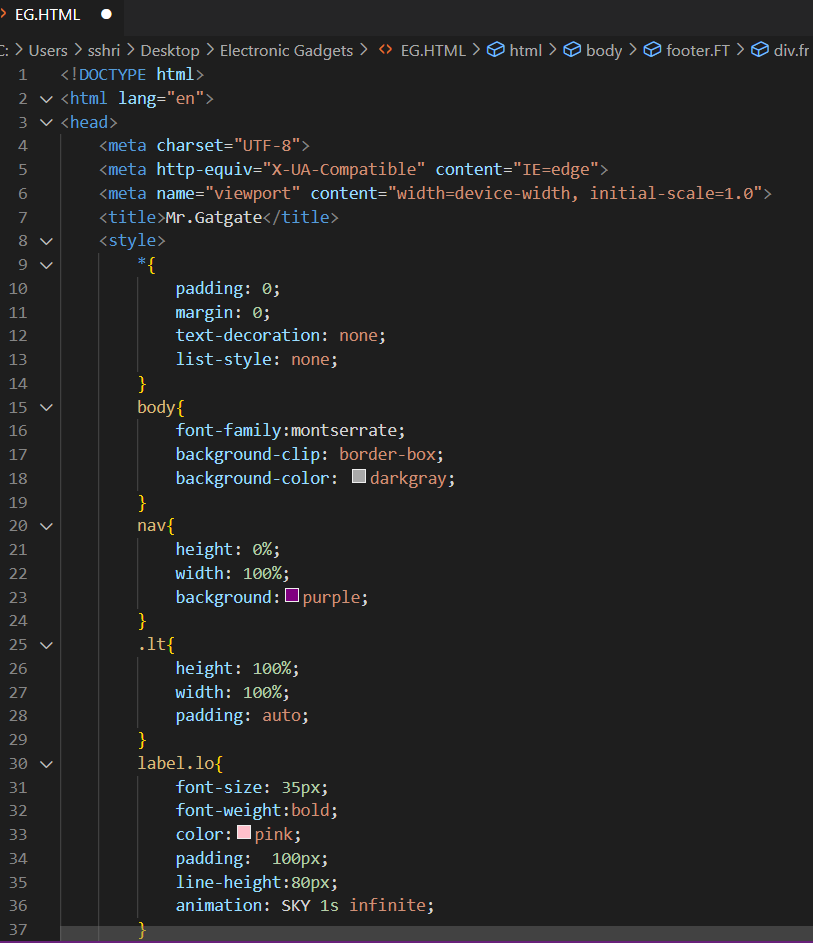 EG.HTML
C: > Users > sshri > Desktop > Electronic Gadgets > <> EG.HTML > html > body > footer.FT > div.fr
1 <!DOCTYPE html>
2 <html lang="en">
3 <head>
4 <meta charset="UTF-8">
5 <meta http-equiv="X-UA-Compatible" content="IE=edge">
6 <meta name="viewport" content="width=device-width, initial-scale=1.0">
7 <title>Mr.Gatgate</title>
8 <style>
9 *{
10 padding: 0;
11 margin: 0;
12 text-decoration: none;
13 list-style: none;
14 }
15 body{
16 font-family:montserrate;
17 background-clip: border-box;
18 background-color: darkgray;
19 }
20 nav{
21 height: 0%;
22 width: 100%;
23 background: purple;
24 }
25 .lt{
26 height: 100%;
27 width: 100%;
28 padding: auto;
29 }
30 label.lo{
31 font-size: 35px;
32 font-weight:bold;
33 color: pink;
34 padding:  100px;
35 line-height:80px;
36 animation: SKY 1s infinite;
37 }